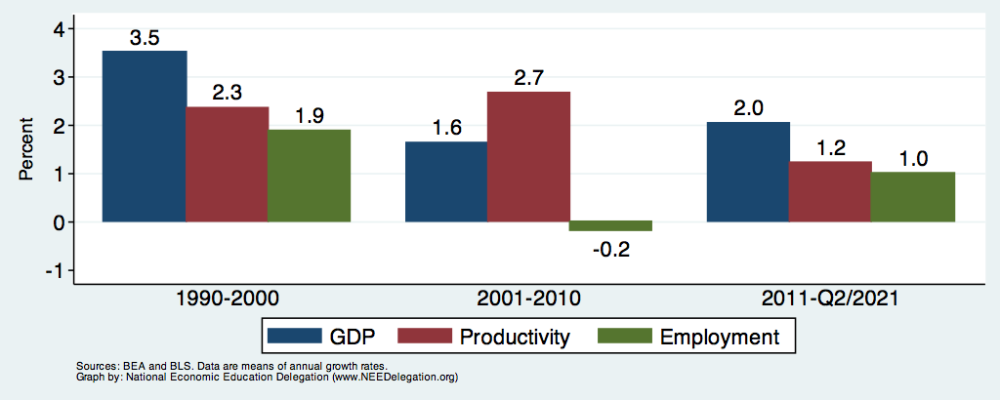 Percent
4
3
2
1
0
-1
3.5
2.3
1.9
1.6
2.7
-0.2
2.0
1.2
1.0
1990-2000
2001-2010
2011-Q2/2021
GDP
Productivity
Employment
Sources: BEA and BLS. Data are means of annual growth rates.
Graph by: National Economic Education Delegation (www.NEEDelegation.org)